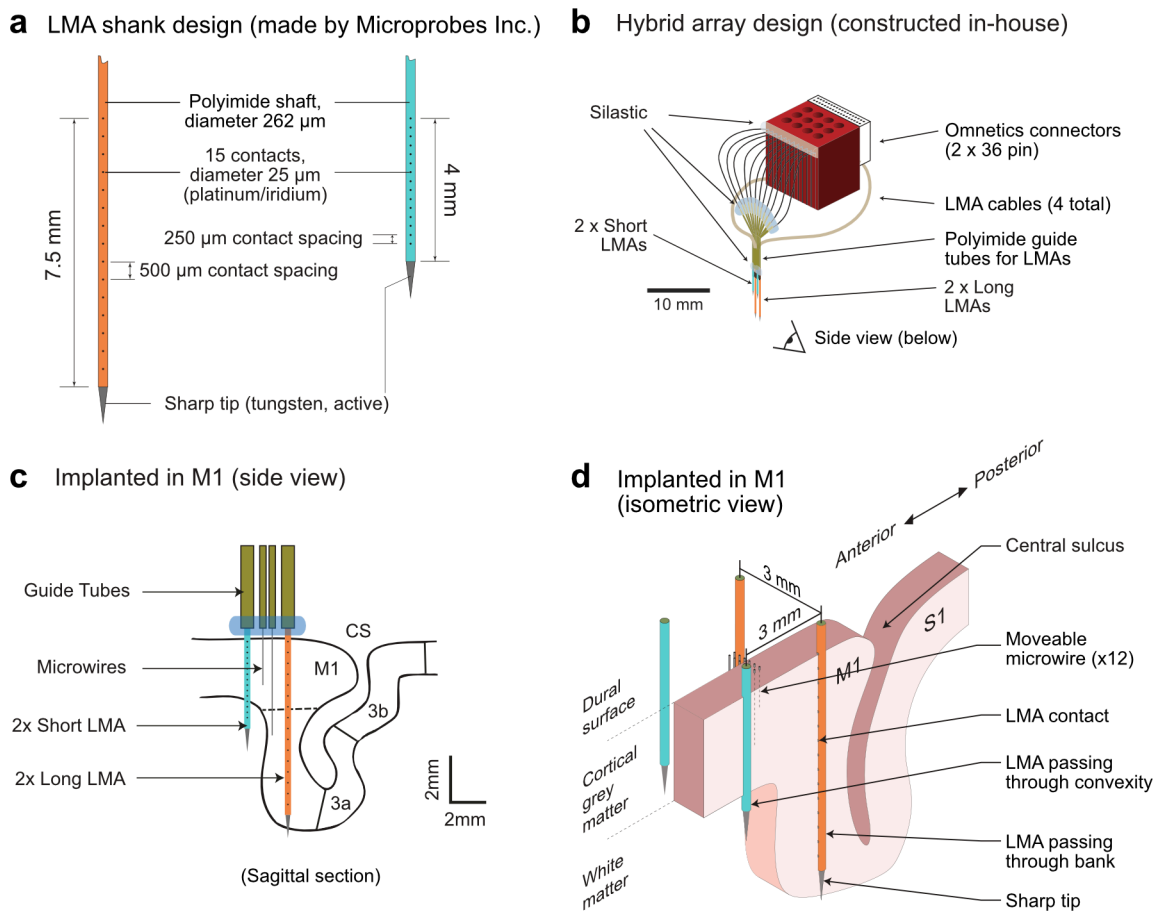 a LMA shank design (made by Microprobes Inc.)
Polyimide shaft,
diameter 262 µm
15 contacts,
diameter 25 µm
(platinum/iridium)
7.5 mm
4 mm
250 µm contact spacing
500 µm contact spacing
Sharp tip (tungsten, active)
b Hybrid array design (constructed in-house)
Silastic
Omnetics connectors
(2 x 36 pin)
LMA cables (4 total)
2 x Short
LMAs
Polyimide guide
tubes for LMAs
10 mm
2 x Long
LMAs
Side view (below)
c Implanted in M1 (side view)
Guide Tubes
CS
Microwires
M1
3b
2x Short LMA
2x Long LMA
3a
2mm
2mm
(Sagittal section)
d Implanted in M1
(isometric view)
Posterior
Anterior
Central sulcus
3 mm
3 mm
S1
M1
Moveable
microwire (x12)
Dural
surface
LMA contact
Cortical
grey
matter
LMA passing
through convexity
White
matter
LMA passing
through bank
Sharp tip